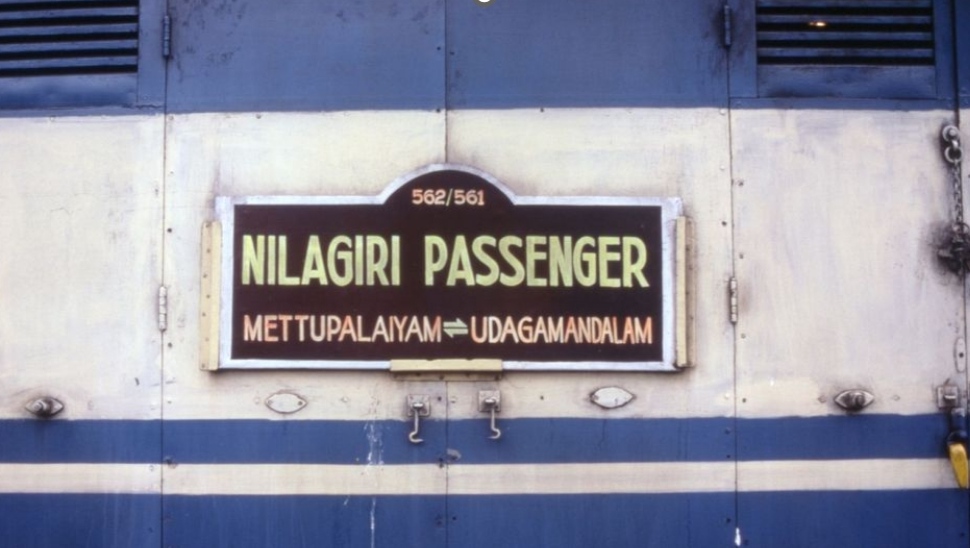 562/561
NILAGIRI PASSENGER
METTUPALAIYAM⇌UDAGAMANDALAM